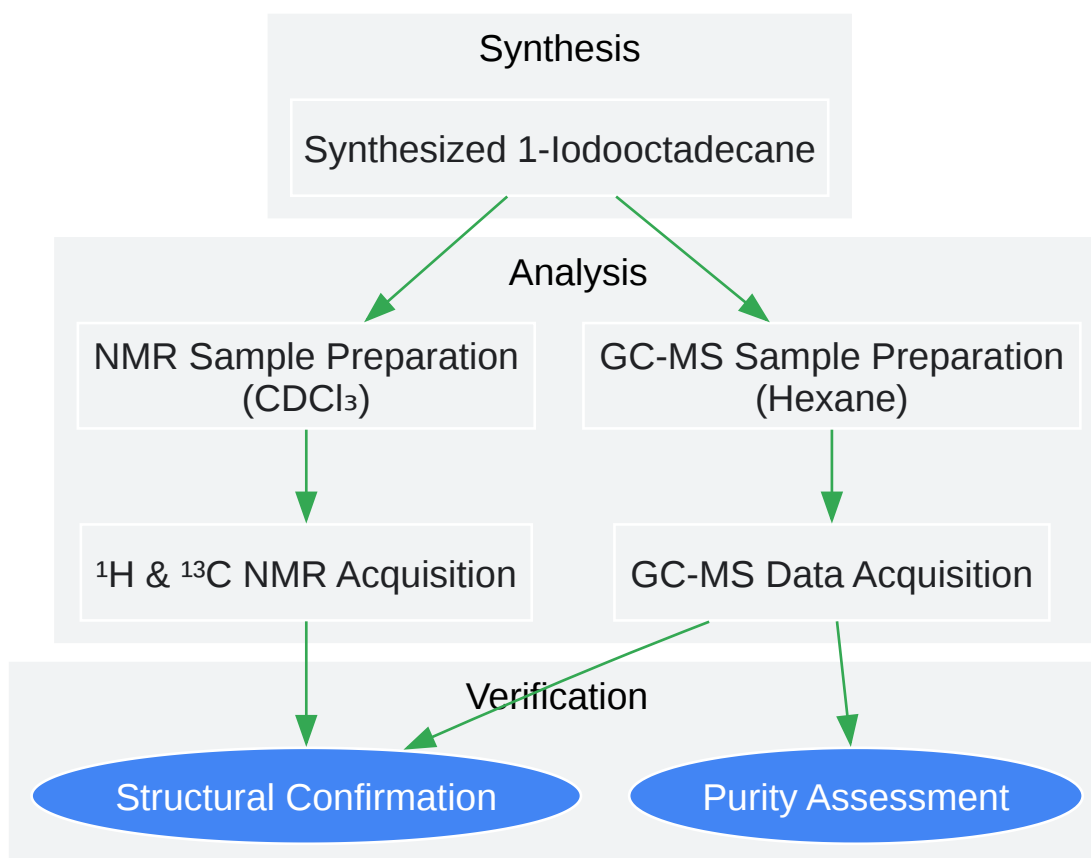 Synthesis
Synthesized 1-Iodooctadecane
Analysis
NMR Sample Preparation
(CDCl₃)
GC-MS Sample Preparation
(Hexane)
¹H & ¹³C NMR Acquisition
GC-MS Data Acquisition
Verification
Structural Confirmation
Purity Assessment